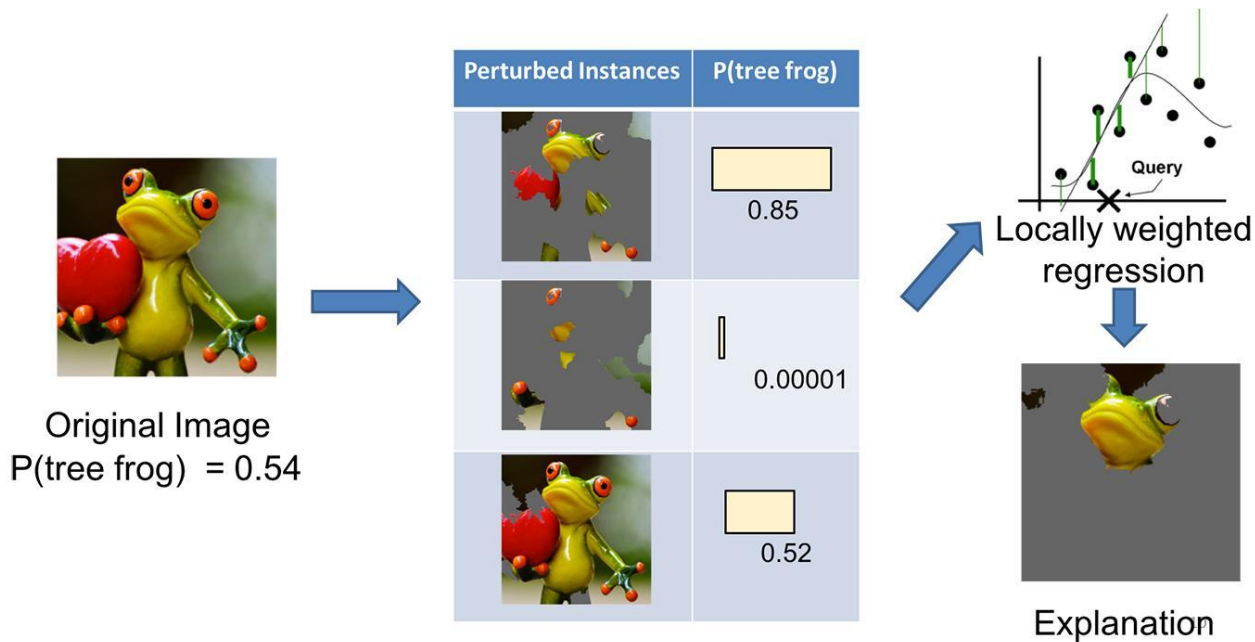 Original Image
P(tree frog) = 0.54
Perturbed Instances
P(tree frog)
0.85
0.00001
0.52
Query
Locally weighted
regression
Explanation